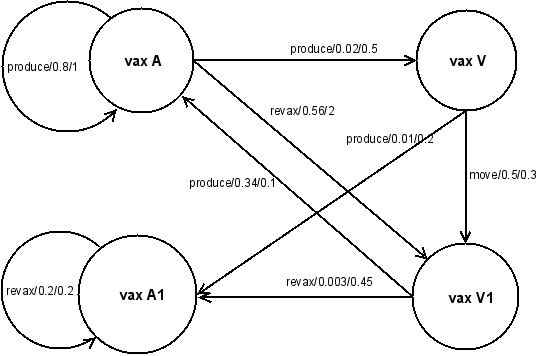 produce/0.02/0.5
vax A
vax V
produce/0.8/1
revax/0.56/2
produce/0.01/0.2
move/0.5/0.3
produce/0.34/0.1
revax/0.003/0.45
revax/0.2/0.2
vax A1
vax V1